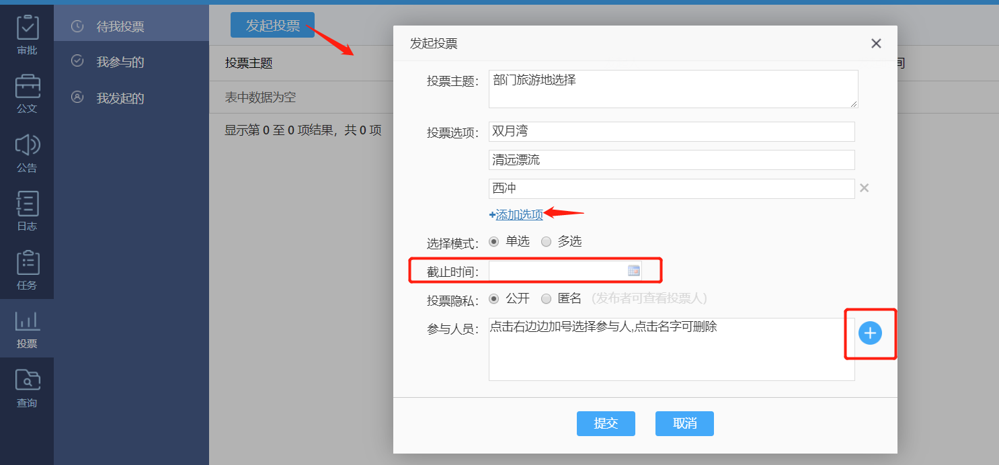 审批
公文
公告
日志
任务
投票
查询
待我投票
我参与的
我发起的
发起投票
投票主题
间
表中数据为空
显示第 0 至 0 项结果，共 0 项
发起投票
投票主题： 部门旅游地选择
投票选项： 双月湾
清远漂流
西冲
+添加选项
选择模式： 单选 多选
截止时间：
投票隐私： 公开 匿名 （发布者可查看投票人）
参与人员： 点击右边边加号选择参与人,点击名字可删除
提交 取消